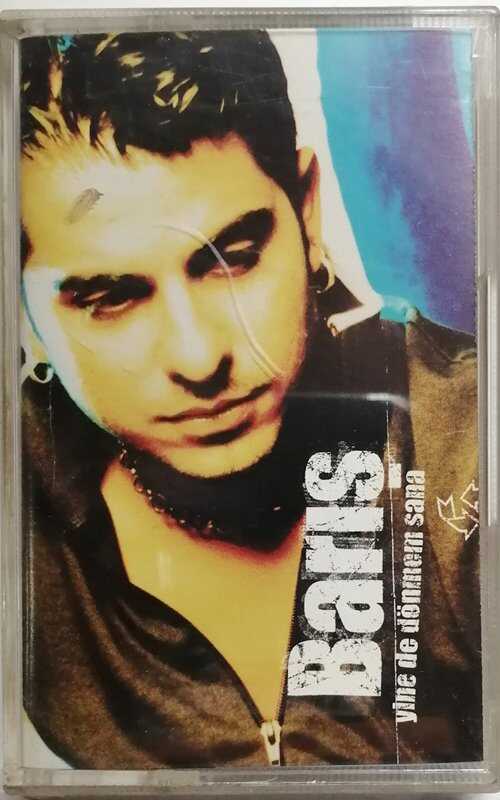 Barış
yine de dönmem sana